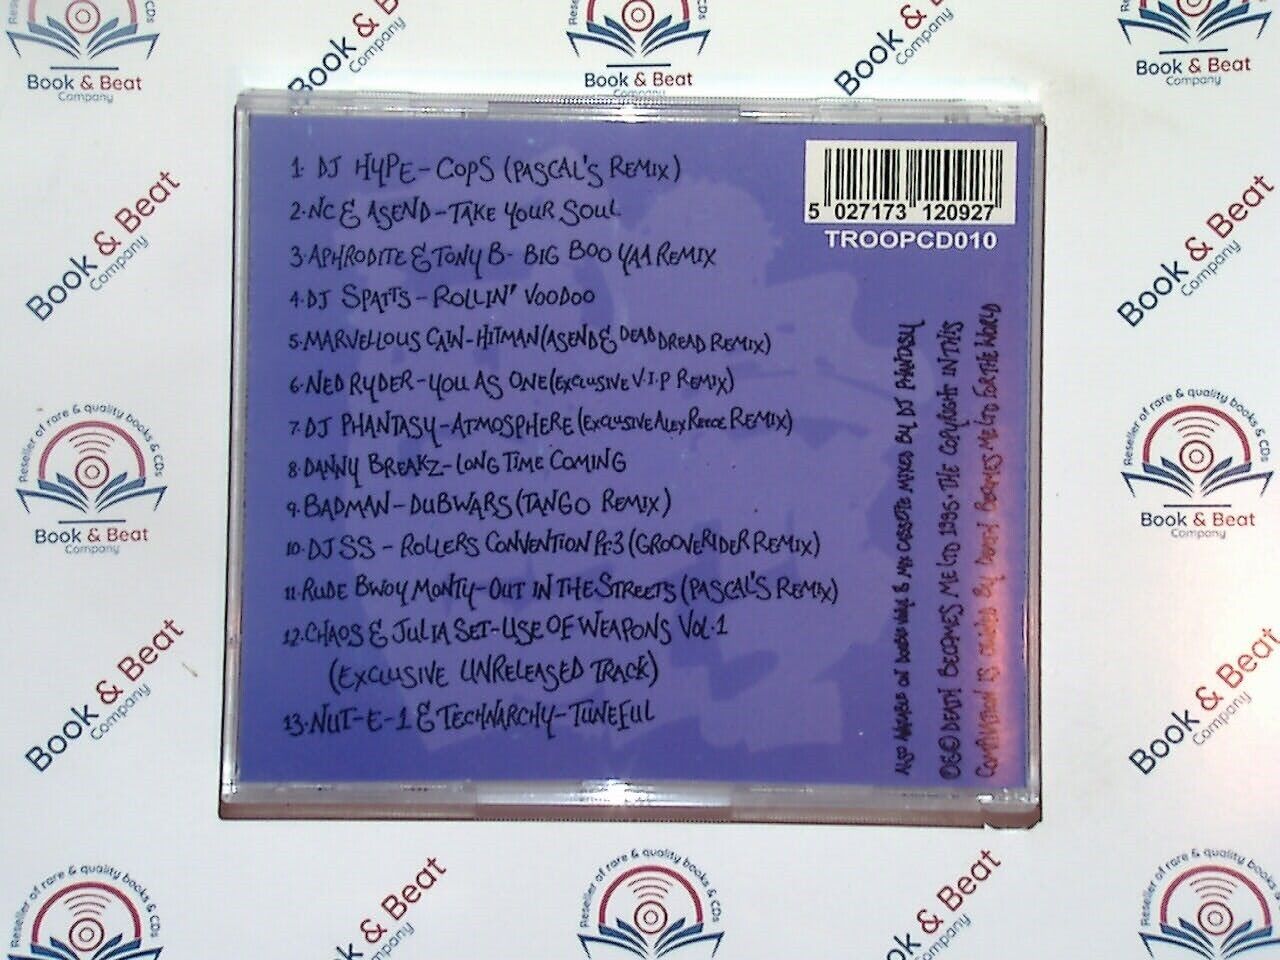 1. DJ HYPE - COPS (PASCAL'S REMIX)
2. NC & ASEND - TAKE YOUR SOUL
3. APHRODITE & TONY B - BIG BOO YAA REMIX
4. DJ SPATTS - ROLLIN' VOODOO
5. MARVELLOUS CAIN - HITMAN (ASEND & DEAD DREAD REMIX)
6. NED RYDER - YOU AS ONE (EXCLUSIVE V.I.P REMIX)
7. DJ PHANTASY - ATMOSPHERE (EXCLUSIVE ALEX REECE REMIX)
8. DANNY BREAKZ - LONG TIME COMING
9. BADMAN - DUBWARS (TANGO REMIX)
10. DJ SS - ROLLERS CONVENTION Pt.3 (GROOVERIDER REMIX)
11. RUDE BWOY MONTY - OUT IN THE STREETS (PASCAL'S REMIX)
12. CHAOS & JULIA SET - USE OF WEAPONS VOL.1
(EXCLUSIVE UNRELEASED TRACK)
13. NUT-E-1 & TECHNARCHY - TUNEFUL
5 027173 120927
TROOPCD010
ALSO AVAILABLE ON DOUBLE VINYL & MIX CASSETTE MIXED BY DJ PHANTASY
℗&© DEATH BECOMES ME LTD 1995. THE COPYRIGHT IN THIS
COMPILATION IS OWNED BY DEATH BECOMES ME LTD FOR THE WORLD
Reseller of rare & quality books & CDs
Book & Beat
Company